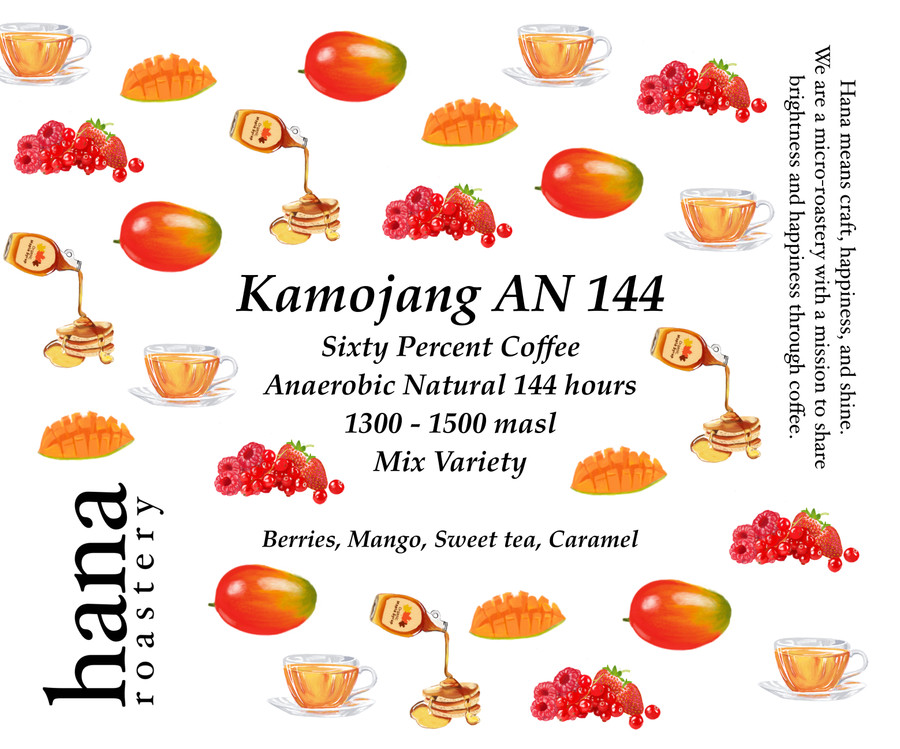 Kamojang AN 144
Sixty Percent Coffee
Anaerobic Natural 144 hours
1300 - 1500 masl
Mix Variety
Berries, Mango, Sweet tea, Caramel
hana
roastery
Hana means craft, happiness, and shine.
We are a micro-roastery with a mission to share
brightness and happiness through coffee.